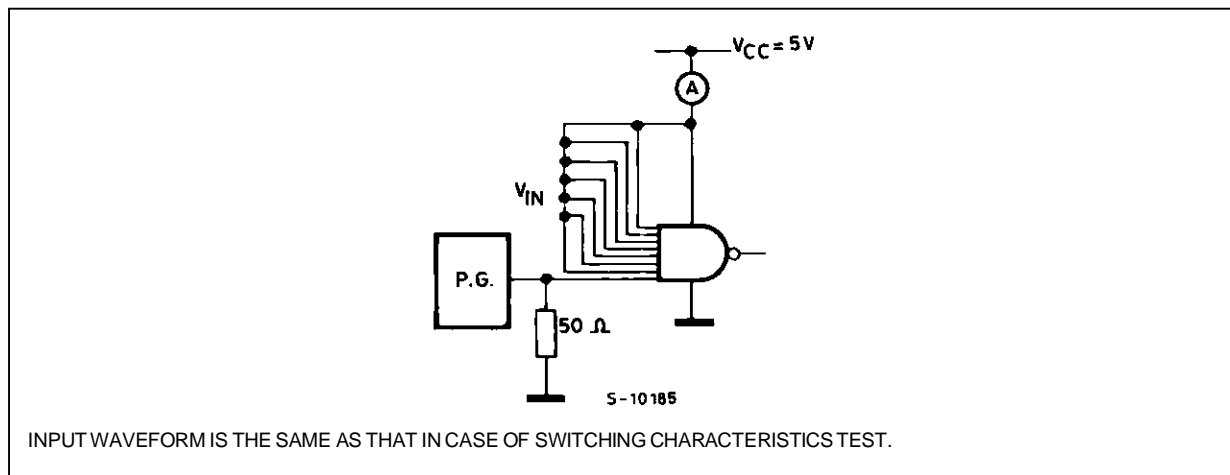 VCC = 5V
A
VIN
P.G.
50 Ω
S-10185
INPUT WAVEFORM IS THE SAME AS THAT IN CASE OF SWITCHING CHARACTERISTICS TEST.